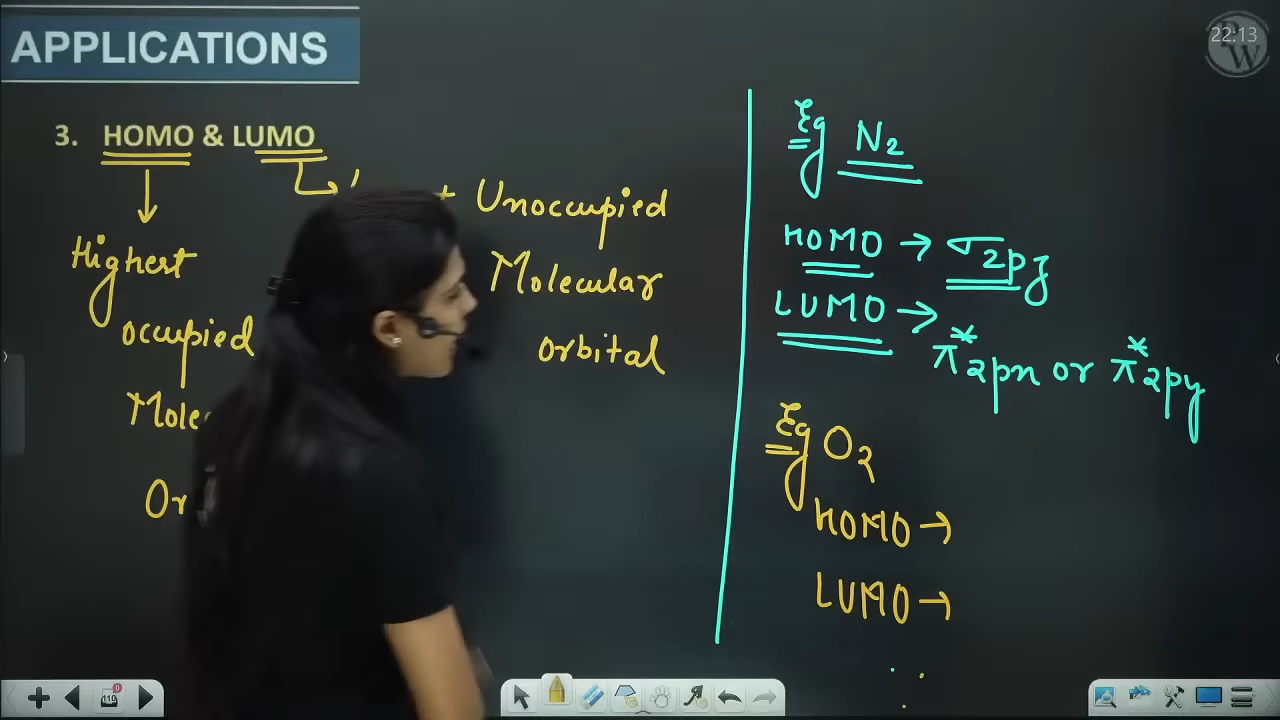 APPLICATIONS
22:13
3. HOMO & LUMO
Unoccupied
Highest
Molecular
occupied
orbital
Eg N₂
HOMO → σ2pz
LUMO → π*2px or π*2py
Eg O₂
HOMO →
LUMO →